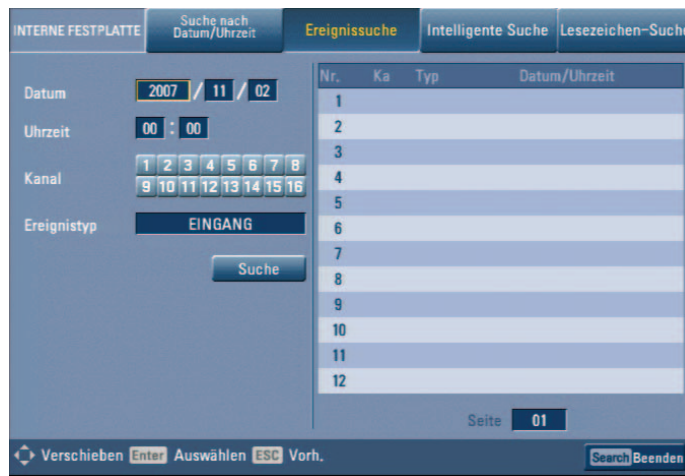 INTERNE FESTPLATTE
Suche nach
Datum/Uhrzeit
Ereignissuche
Intelligente Suche
Lesezeichen-Suche
Datum 2007 / 11 / 02
Uhrzeit 00 : 00
Kanal
1 2 3 4 5 6 7 8
9 10 11 12 13 14 15 16
Ereignistyp EINGANG
Suche
Nr. Ka Typ Datum/Uhrzeit
1
2
3
4
5
6
7
8
9
10
11
12
Seite 01
Verschieben Enter Auswählen ESC Vorh.
Search Beenden